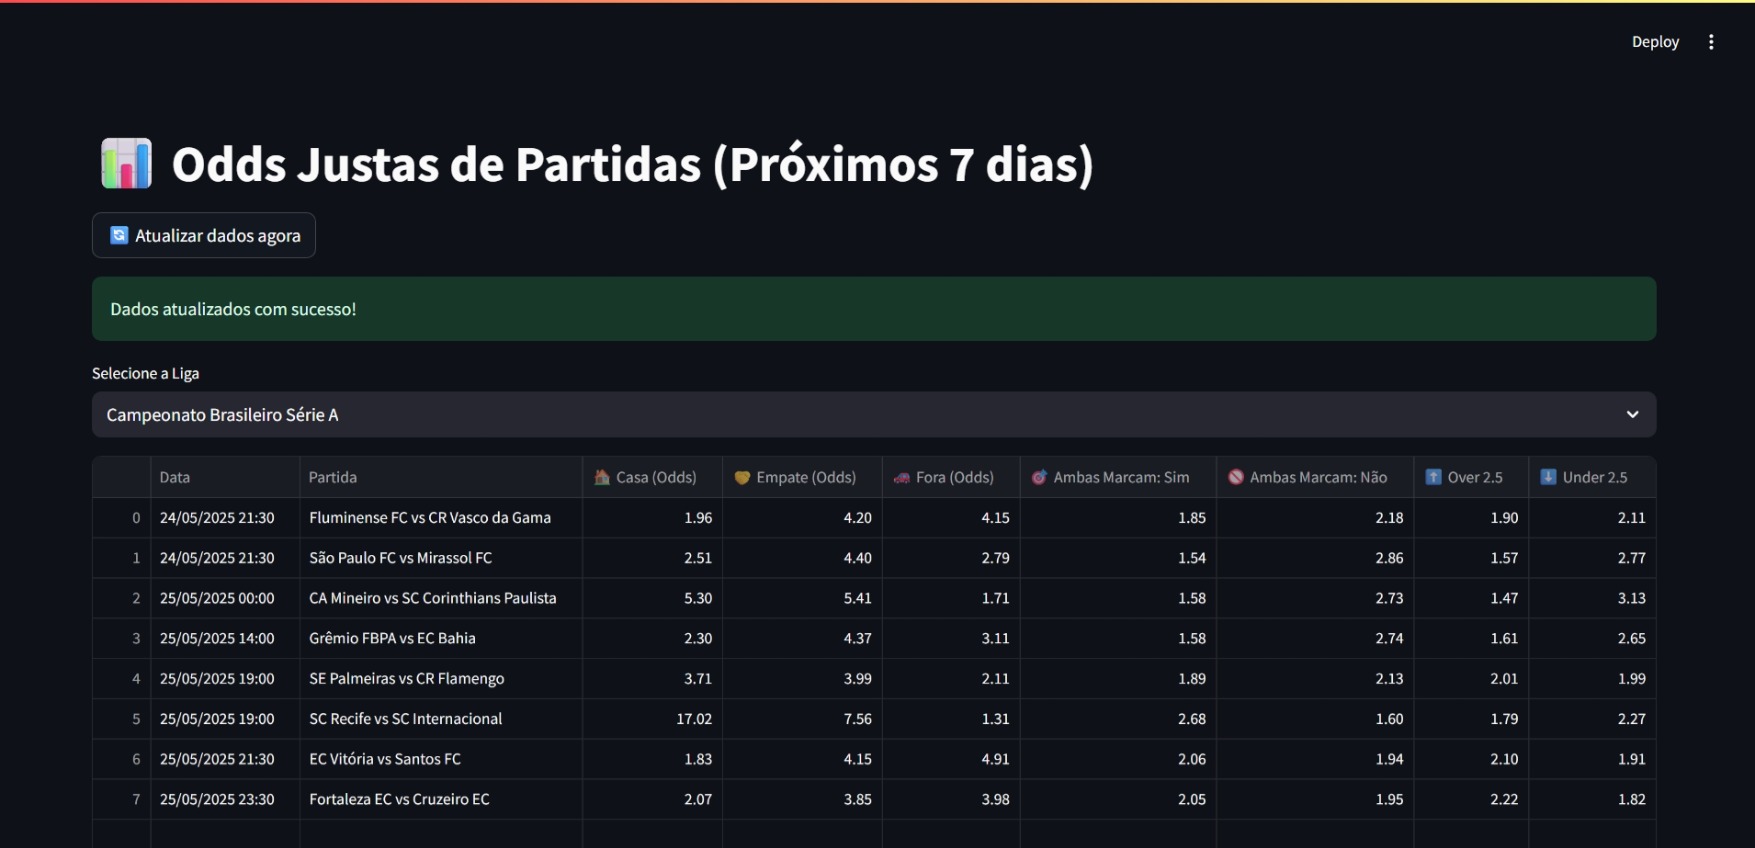 Deploy
Odds Justas de Partidas (Próximos 7 dias)
Atualizar dados agora
Dados atualizados com sucesso!
Selecione a Liga
Campeonato Brasileiro Série A
Data Partida Casa (Odds) Empate (Odds) Fora (Odds) Ambas Marcam: Sim Ambas Marcam: Não Over 2.5 Under 2.5
0 24/05/2025 21:30 Fluminense FC vs CR Vasco da Gama 1.96 4.20 4.15 1.85 2.18 1.90 2.11
1 24/05/2025 21:30 São Paulo FC vs Mirassol FC 2.51 4.40 2.79 1.54 2.86 1.57 2.77
2 25/05/2025 00:00 CA Mineiro vs SC Corinthians Paulista 5.30 5.41 1.71 1.58 2.73 1.47 3.13
3 25/05/2025 14:00 Grêmio FBPA vs EC Bahia 2.30 4.37 3.11 1.58 2.74 1.61 2.65
4 25/05/2025 19:00 SE Palmeiras vs CR Flamengo 3.71 3.99 2.11 1.89 2.13 2.01 1.99
5 25/05/2025 19:00 SC Recife vs SC Internacional 17.02 7.56 1.31 2.68 1.60 1.79 2.27
6 25/05/2025 21:30 EC Vitória vs Santos FC 1.83 4.15 4.91 2.06 1.94 2.10 1.91
7 25/05/2025 23:30 Fortaleza EC vs Cruzeiro EC 2.07 3.85 3.98 2.05 1.95 2.22 1.82